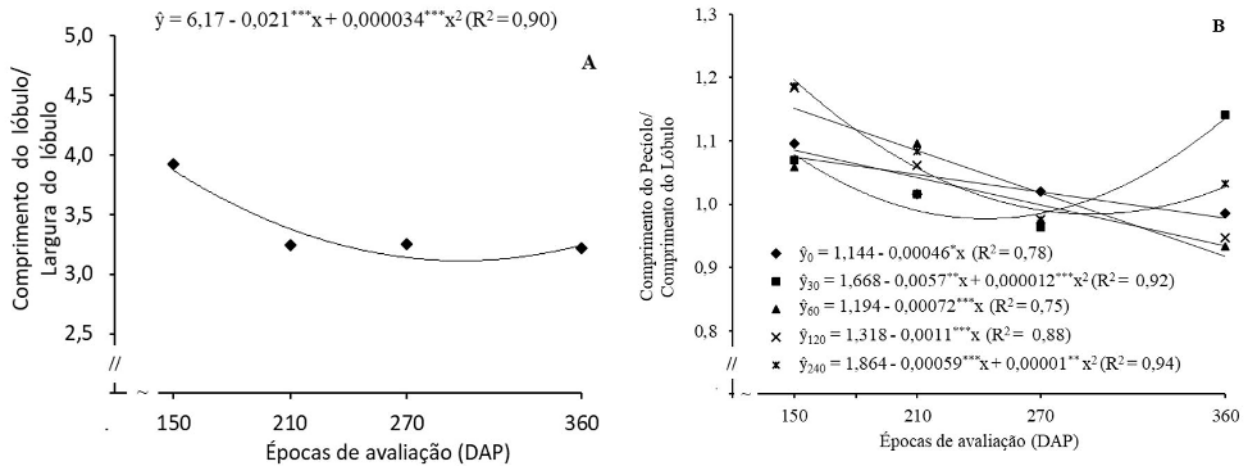 ŷ = 6,17 - 0,021***x + 0,000034***x² (R² = 0,90)
A
Comprimento do lóbulo/
Largura do lóbulo
5,0
4,5
4,0
3,5
3,0
2,5
//
~
150
210
270
360
Épocas de avaliação (DAP)
B
Comprimento do Pecíolo/
Comprimento do Lóbulo
1,3
1,2
1,1
1,0
0,9
0,8
//
~
ŷ0 = 1,144 - 0,00046*x (R² = 0,78)
ŷ30 = 1,668 - 0,0057**x + 0,000012***x² (R² = 0,92)
ŷ60 = 1,194 - 0,00072***x (R² = 0,75)
ŷ120 = 1,318 - 0,0011***x (R² = 0,88)
ŷ240 = 1,864 - 0,00059***x + 0,00001** x² (R² = 0,94)
150
210
270
360
Épocas de avaliação (DAP)